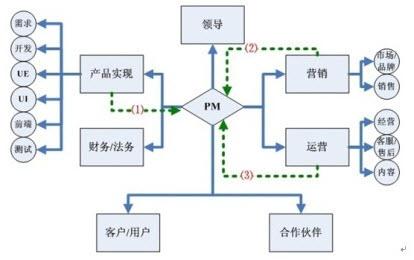 领导
需求
开发
UE
UI
前端
测试
产品实现
(1)
财务/法务
PM
(2)
营销
市场/
品牌
销售
运营
(3)
经营
客服/
售后
内容
客户/用户
合作伙伴